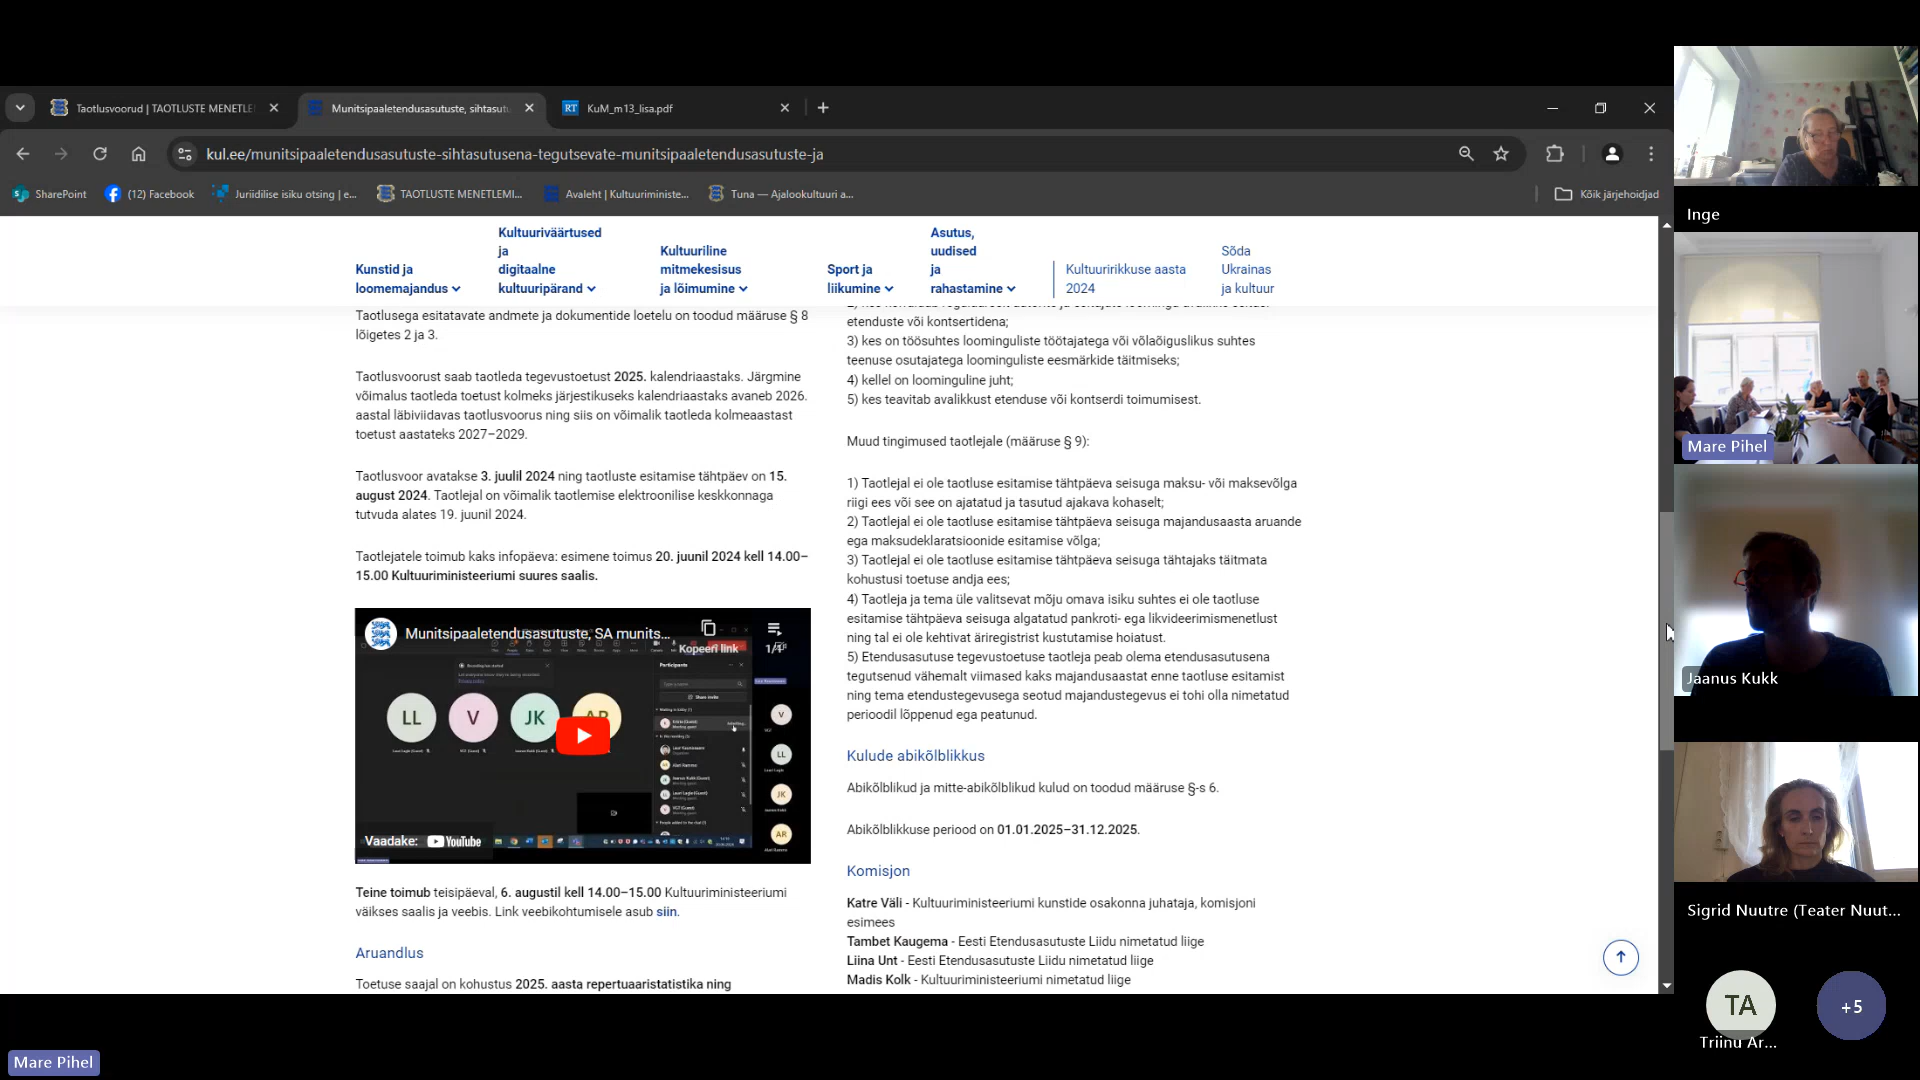 Taotlusvoorud | TAOTLUSTE MENETLE
Munitsipaaletendusasutuste, sihtasutu
KuM_m13_lisa.pdf
kul.ee/munitsipaaletendusasutuste-sihtasutusena-tegutsevate-munitsipaaletendusasutuste-ja
SharePoint
(12) Facebook
Juriidilise isiku otsing | e...
TAOTLUSTE MENETLEMI...
Avaleht | Kultuuriministe...
Tuna — Ajalookultuuri a...
Kõik järjehoidjad
Kunstid ja
loomemajandus
Kultuuriväärtused
ja
digitaalne
kultuuripärand
Kultuuriline
mitmekesisus
ja lõimumine
Sport ja
liikumine
Asutus,
uudised
ja
rahastamine
Kultuuririkkuse aasta
2024
Sõda
Ukrainas
ja kultuur
Taotlusega esitatavate andmete ja dokumentide loetelu on toodud määruse § 8
lõigetes 2 ja 3.
Taotlusvoorust saab taotleda tegevustoetust 2025. kalendriaastaks. Järgmine
võimalus taotleda toetust kolmeks järjestikuseks kalendriaastaks avaneb 2026.
aastal läbiviidavas taotlusvoorus ning siis on võimalik taotleda kolmeaastast
toetust aastateks 2027–2029.
Taotlusvoor avatakse 3. juulil 2024 ning taotluste esitamise tähtpäev on 15.
august 2024. Taotlejal on võimalik taotlemise elektroonilise keskkonnaga
tutvuda alates 19. juunil 2024.
Taotlejatele toimub kaks infopäeva: esimene toimus 20. juunil 2024 kell 14.00–
15.00 Kultuuriministeeriumi suures saalis.
Munitsipaaletendusasutuste, SA munits...
Kopeeri link
1/1
Participants
LL
V
JK
AR
V
LL
JK
AR
Vaadake:
YouTube
Teine toimub teisipäeval, 6. augustil kell 14.00–15.00 Kultuuriministeeriumi
väikses saalis ja veebis. Link veebikohtumisele asub siin.
Aruandlus
Toetuse saajal on kohustus 2025. aasta repertuaaristatistika ning
etenduste või kontsertidena;
3) kes on töösuhtes loominguliste töötajatega või võlaõiguslikus suhtes
teenuse osutajatega loominguliste eesmärkide täitmiseks;
4) kellel on loominguline juht;
5) kes teavitab avalikkust etenduse või kontserdi toimumisest.
Muud tingimused taotlejale (määruse § 9):
1) Taotlejal ei ole taotluse esitamise tähtpäeva seisuga maksu- või maksevõlga
riigi ees või see on ajatatud ja tasutud ajakava kohaselt;
2) Taotlejal ei ole taotluse esitamise tähtpäeva seisuga majandusaasta aruande
ega maksudeklaratsioonide esitamise võlga;
3) Taotlejal ei ole taotluse esitamise tähtpäeva seisuga tähtajaks täitmata
kohustusi toetuse andja ees;
4) Taotleja ja tema üle valitsevat mõju omava isiku suhtes ei ole taotluse
esitamise tähtpäeva seisuga algatatud pankroti- ega likvideerimismenetlust
ning tal ei ole kehtivat äriregistrist kustutamise hoiatust.
5) Etendusasutuse tegevustoetuse taotleja peab olema etendusasutusena
tegutsenud vähemalt viimased kaks majandusaastat enne taotluse esitamist
ning tema etendustegevusega seotud majandustegevus ei tohi olla nimetatud
perioodil lõppenud ega peatunud.
Kulude abikõlblikkus
Abikõlblikud ja mitte-abikõlblikud kulud on toodud määruse §-s 6.
Abikõlblikkuse periood on 01.01.2025–31.12.2025.
Komisjon
Katre Väli - Kultuuriministeeriumi kunstide osakonna juhataja, komisjoni
esimees
Tambet Kaugema - Eesti Etendusasutuste Liidu nimetatud liige
Liina Unt - Eesti Etendusasutuste Liidu nimetatud liige
Madis Kolk - Kultuuriministeeriumi nimetatud liige
Inge
Mare Pihel
Jaanus Kukk
Sigrid Nuutre (Teater Nuut...
TA
Triinu Ar...
+5
Mare Pihel